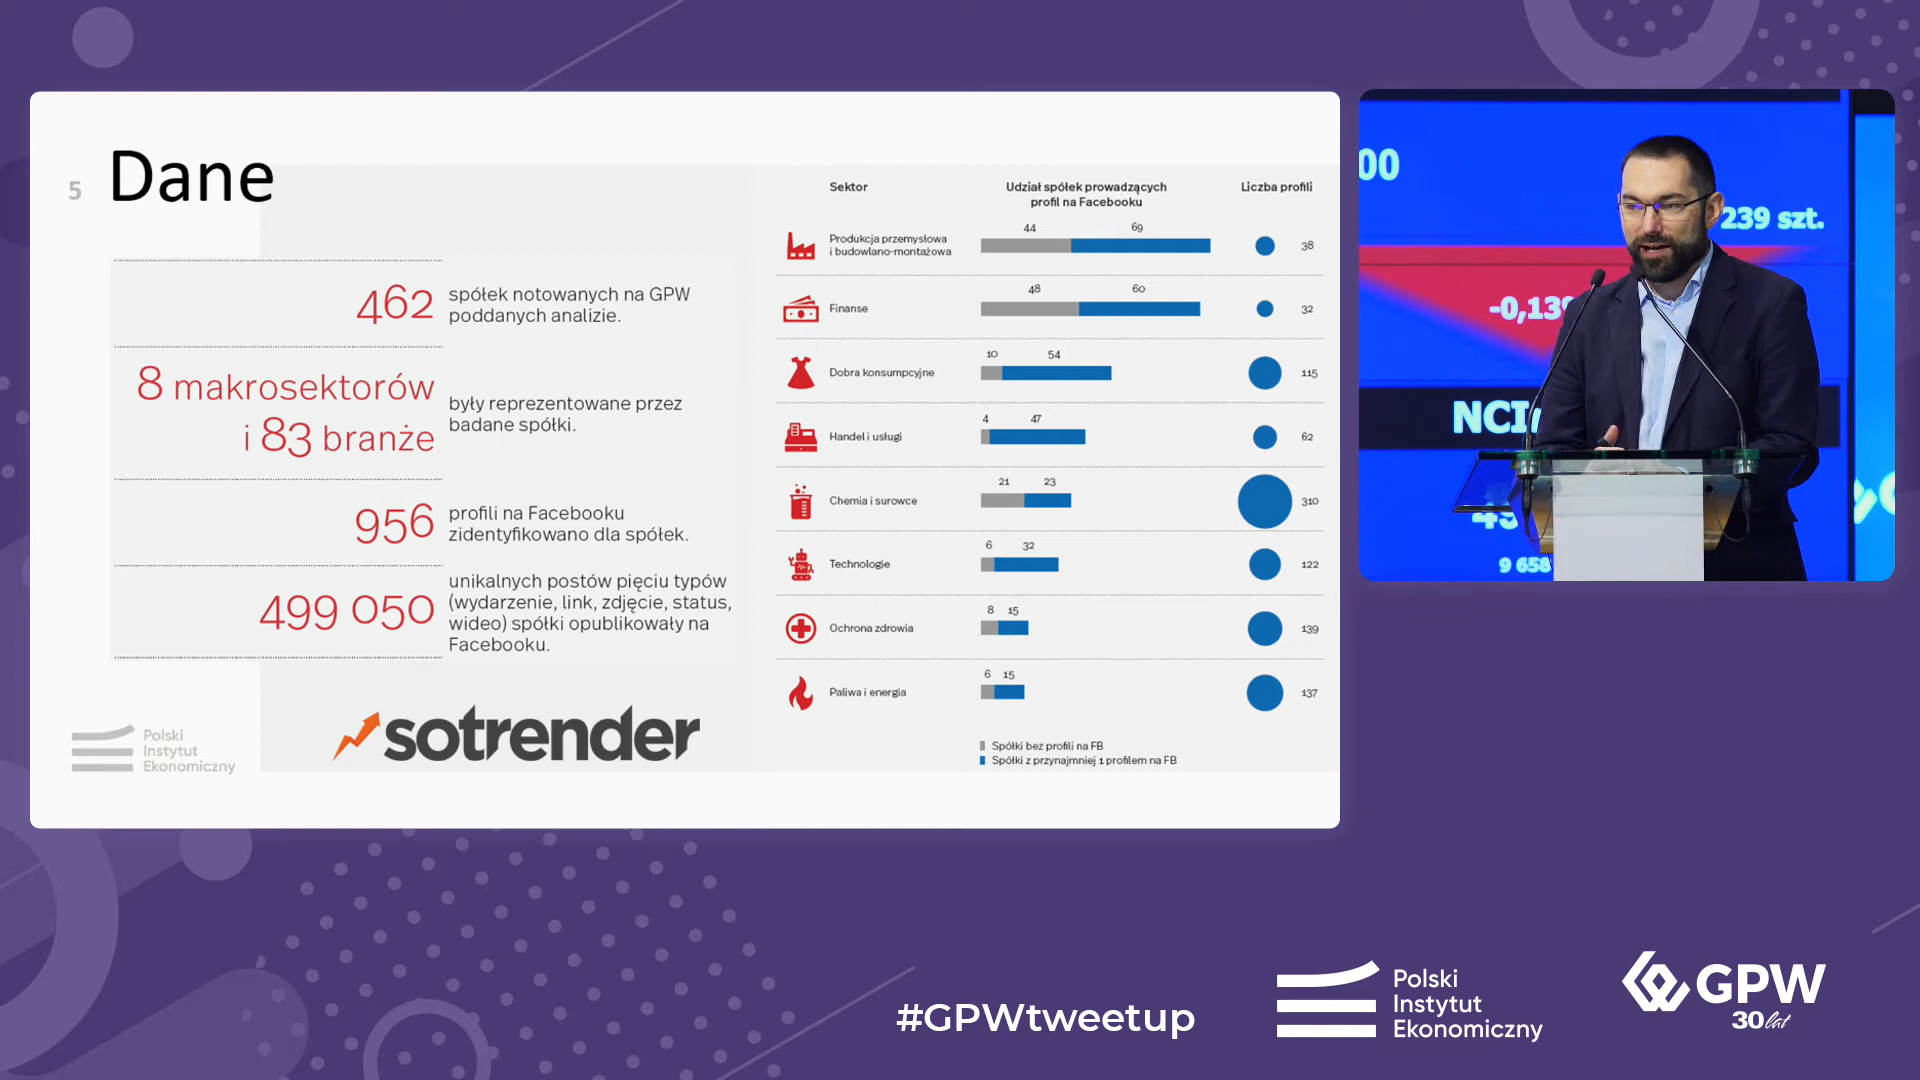 5
Dane
462
spółek notowanych na GPW
poddanych analizie.
8 makrosektorów
i 83 branże
były reprezentowane przez
badane spółki.
956
profili na Facebooku
zidentyfikowano dla spółek.
499 050
unikalnych postów pięciu typów
(wydarzenie, link, zdjęcie, status,
wideo) spółki opublikowały na
Facebooku.
Polski
Instytut
Ekonomiczny
sotrender
Sektor
Udział spółek prowadzących
profil na Facebooku
Liczba profili
Produkcja przemysłowa
i budowlano-montażowa
44 69
38
Finanse
48 60
32
Dobra konsumpcyjne
10 54
115
Handel i usługi
4 47
62
Chemia i surowce
21 23
310
Technologie
6 32
122
Ochrona zdrowia
8 15
139
Paliwa i energia
6 15
137
Spółki bez profili na FB
Spółki z przynajmniej 1 profilem na FB
00
239 szt.
-0,13
NCI
9 658
#GPWtweetup
Polski
Instytut
Ekonomiczny
GPW
30 lat